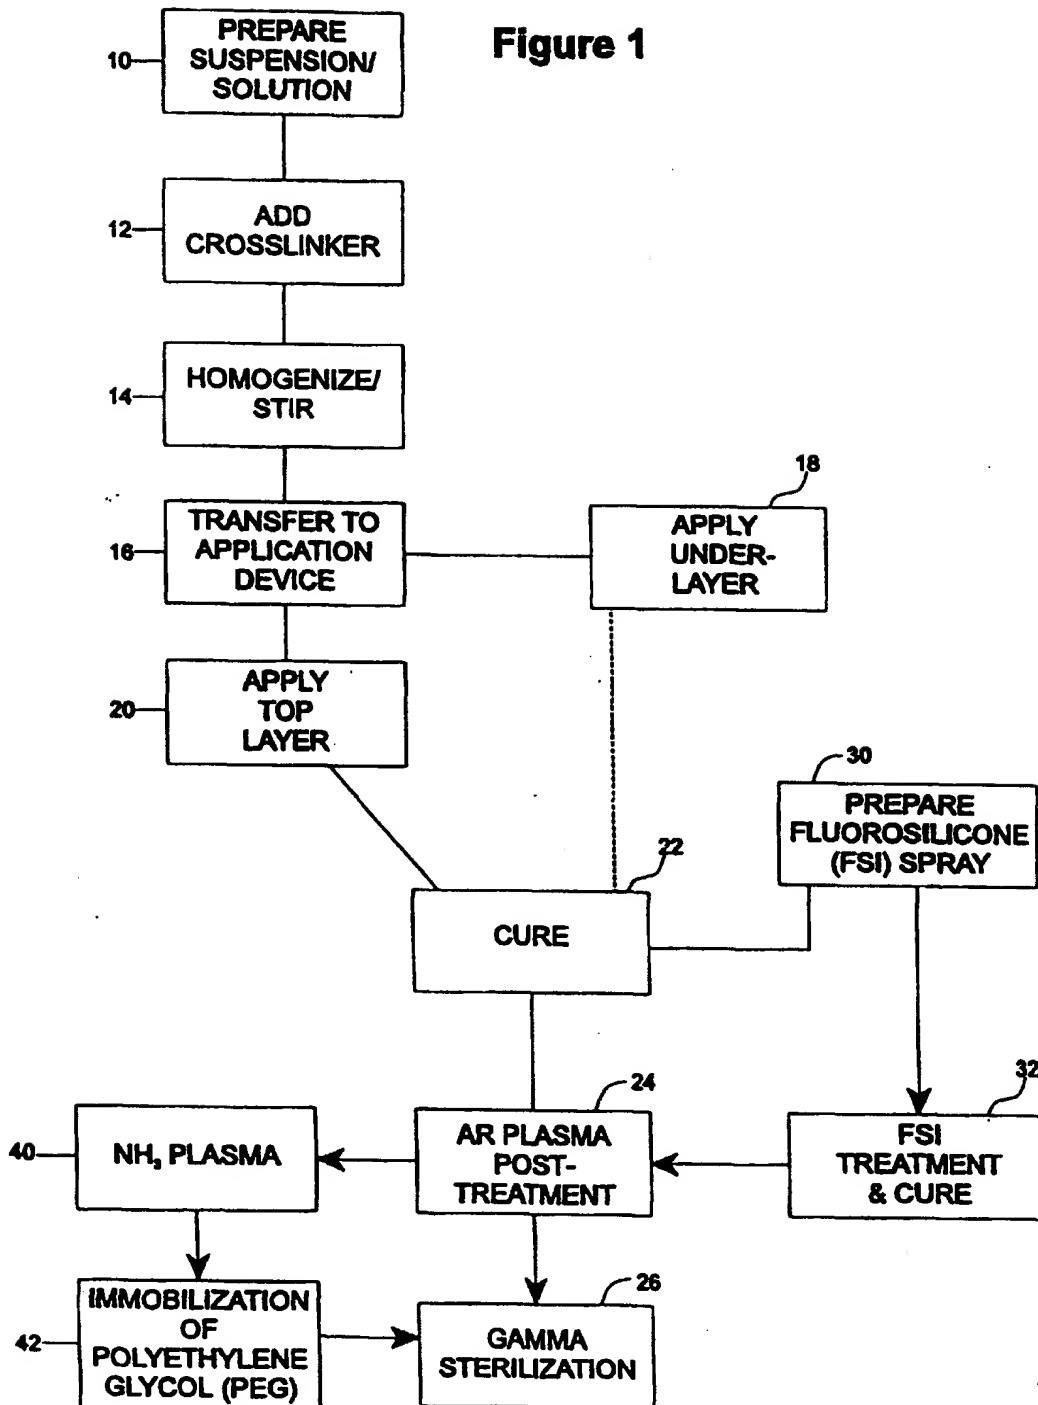 Figure 1
10
PREPARE
SUSPENSION/
SOLUTION
12
ADD
CROSSLINKER
14
HOMOGENIZE/
STIR
16
TRANSFER TO
APPLICATION
DEVICE
18
APPLY
UNDER-
LAYER
20
APPLY
TOP
LAYER
30
PREPARE
FLUOROSILICONE
(FSI) SPRAY
22
CURE
24
AR PLASMA
POST-
TREATMENT
32
FSI
TREATMENT
& CURE
40
NH₃ PLASMA
42
IMMOBILIZATION
OF
POLYETHYLENE
GLYCOL (PEG)
26
GAMMA
STERILIZATION